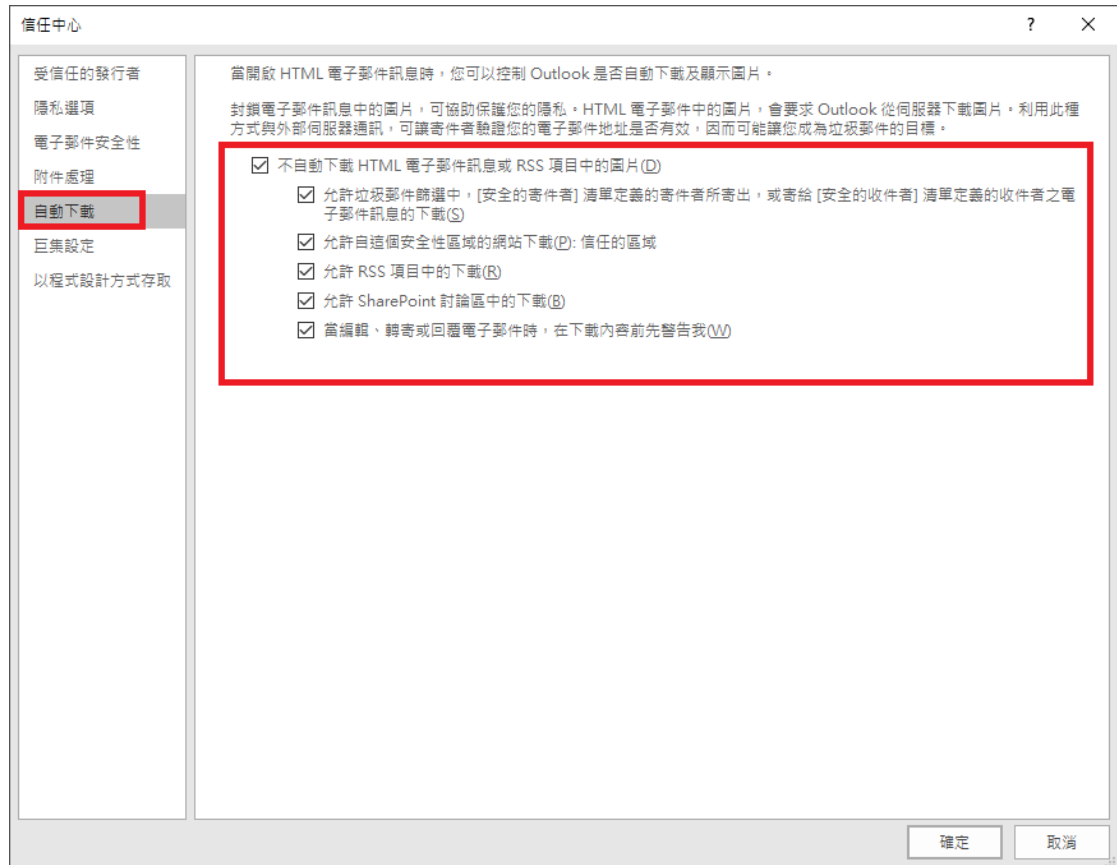 信任中心
?
受信任的發行者
隱私選項
電子郵件安全性
附件處理
自動下載
巨集設定
以程式設計方式存取
當開啟 HTML 電子郵件訊息時，您可以控制 Outlook 是否自動下載及顯示圖片。
封鎖電子郵件訊息中的圖片，可協助保護您的隱私。HTML 電子郵件中的圖片，會要求 Outlook 從伺服器下載圖片。利用此種
方式與外部伺服器通訊，可讓寄件者驗證您的電子郵件地址是否有效，因而可能讓您成為垃圾郵件的目標。
不自動下載 HTML 電子郵件訊息或 RSS 項目中的圖片(D)
允許垃圾郵件篩選中，[安全的寄件者] 清單定義的寄件者所寄出，或寄給 [安全的收件者] 清單定義的收件者之電
子郵件訊息的下載(S)
允許自這個安全性區域的網站下載(P): 信任的區域
允許 RSS 項目中的下載(R)
允許 SharePoint 討論區中的下載(B)
當編輯、轉寄或回覆電子郵件時，在下載內容前先警告我(W)
確定
取消